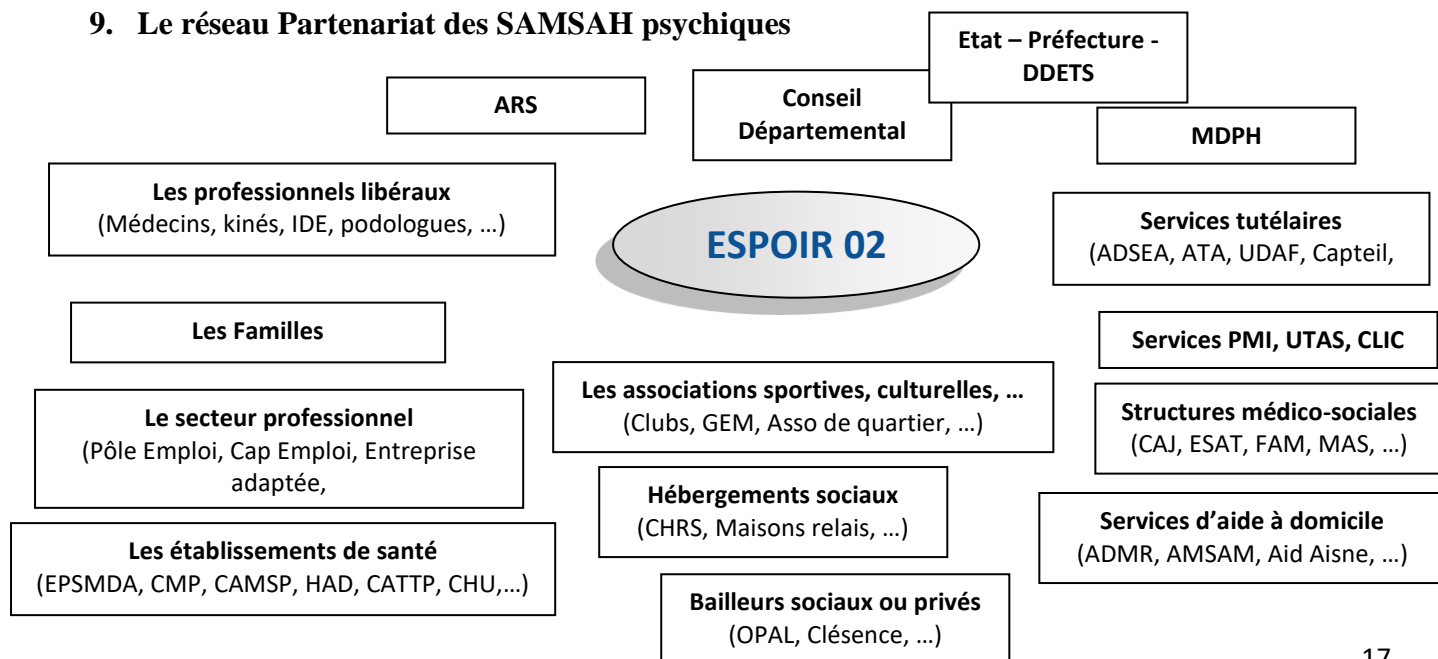 9. Le réseau Partenariat des SAMSAH psychiques
Etat – Préfecture -
DDETS
ARS
Conseil
Départemental
MDPH
Les professionnels libéraux
(Médecins, kinés, IDE, podologues, …)
ESPOIR 02
Services tutélaires
(ADSEA, ATA, UDAF, Capteil,
Les Familles
Services PMI, UTAS, CLIC
Le secteur professionnel
(Pôle Emploi, Cap Emploi, Entreprise
adaptée,
Les associations sportives, culturelles, …
(Clubs, GEM, Asso de quartier, …)
Structures médico-sociales
(CAJ, ESAT, FAM, MAS, …)
Hébergements sociaux
(CHRS, Maisons relais, …)
Services d’aide à domicile
(ADMR, AMSAM, Aid Aisne, …)
Les établissements de santé
(EPSMDA, CMP, CAMSP, HAD, CATTP, CHU,…)
Bailleurs sociaux ou privés
(OPAL, Clésence, …)
17